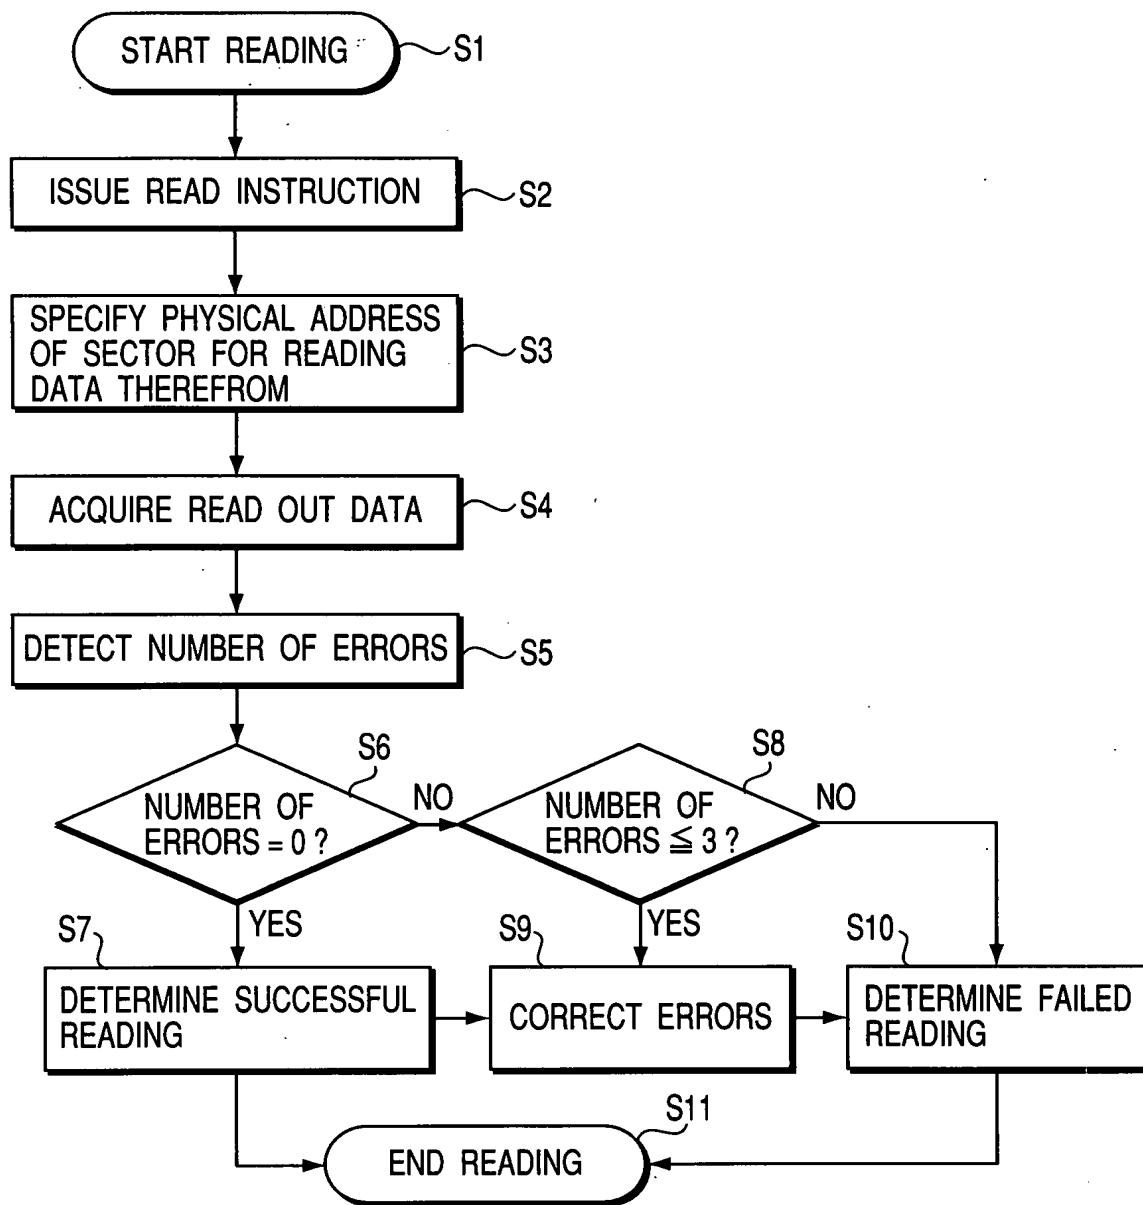 START READING
S1
ISSUE READ INSTRUCTION
S2
SPECIFY PHYSICAL ADDRESS
OF SECTOR FOR READING
DATA THEREFROM
S3
ACQUIRE READ OUT DATA
S4
DETECT NUMBER OF ERRORS
S5
S6
NUMBER OF
ERRORS = 0 ?
NO
YES
S8
NUMBER OF
ERRORS ≦ 3 ?
NO
YES
S7
DETERMINE SUCCESSFUL
READING
S9
CORRECT ERRORS
S10
DETERMINE FAILED
READING
S11
END READING